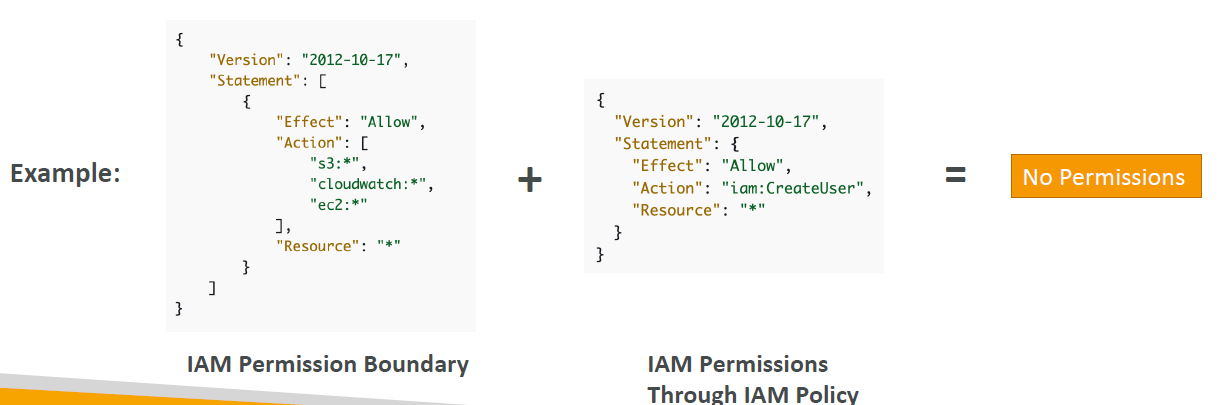 Example:
{
"Version": "2012-10-17",
"Statement": [
{
"Effect": "Allow",
"Action": [
"s3:*",
"cloudwatch:*",
"ec2:*"
],
"Resource": "*"
}
]
}
IAM Permission Boundary
+
{
"Version": "2012-10-17",
"Statement": {
"Effect": "Allow",
"Action": "iam:CreateUser",
"Resource": "*"
}
}
IAM Permissions
Through IAM Policy
=
No Permissions